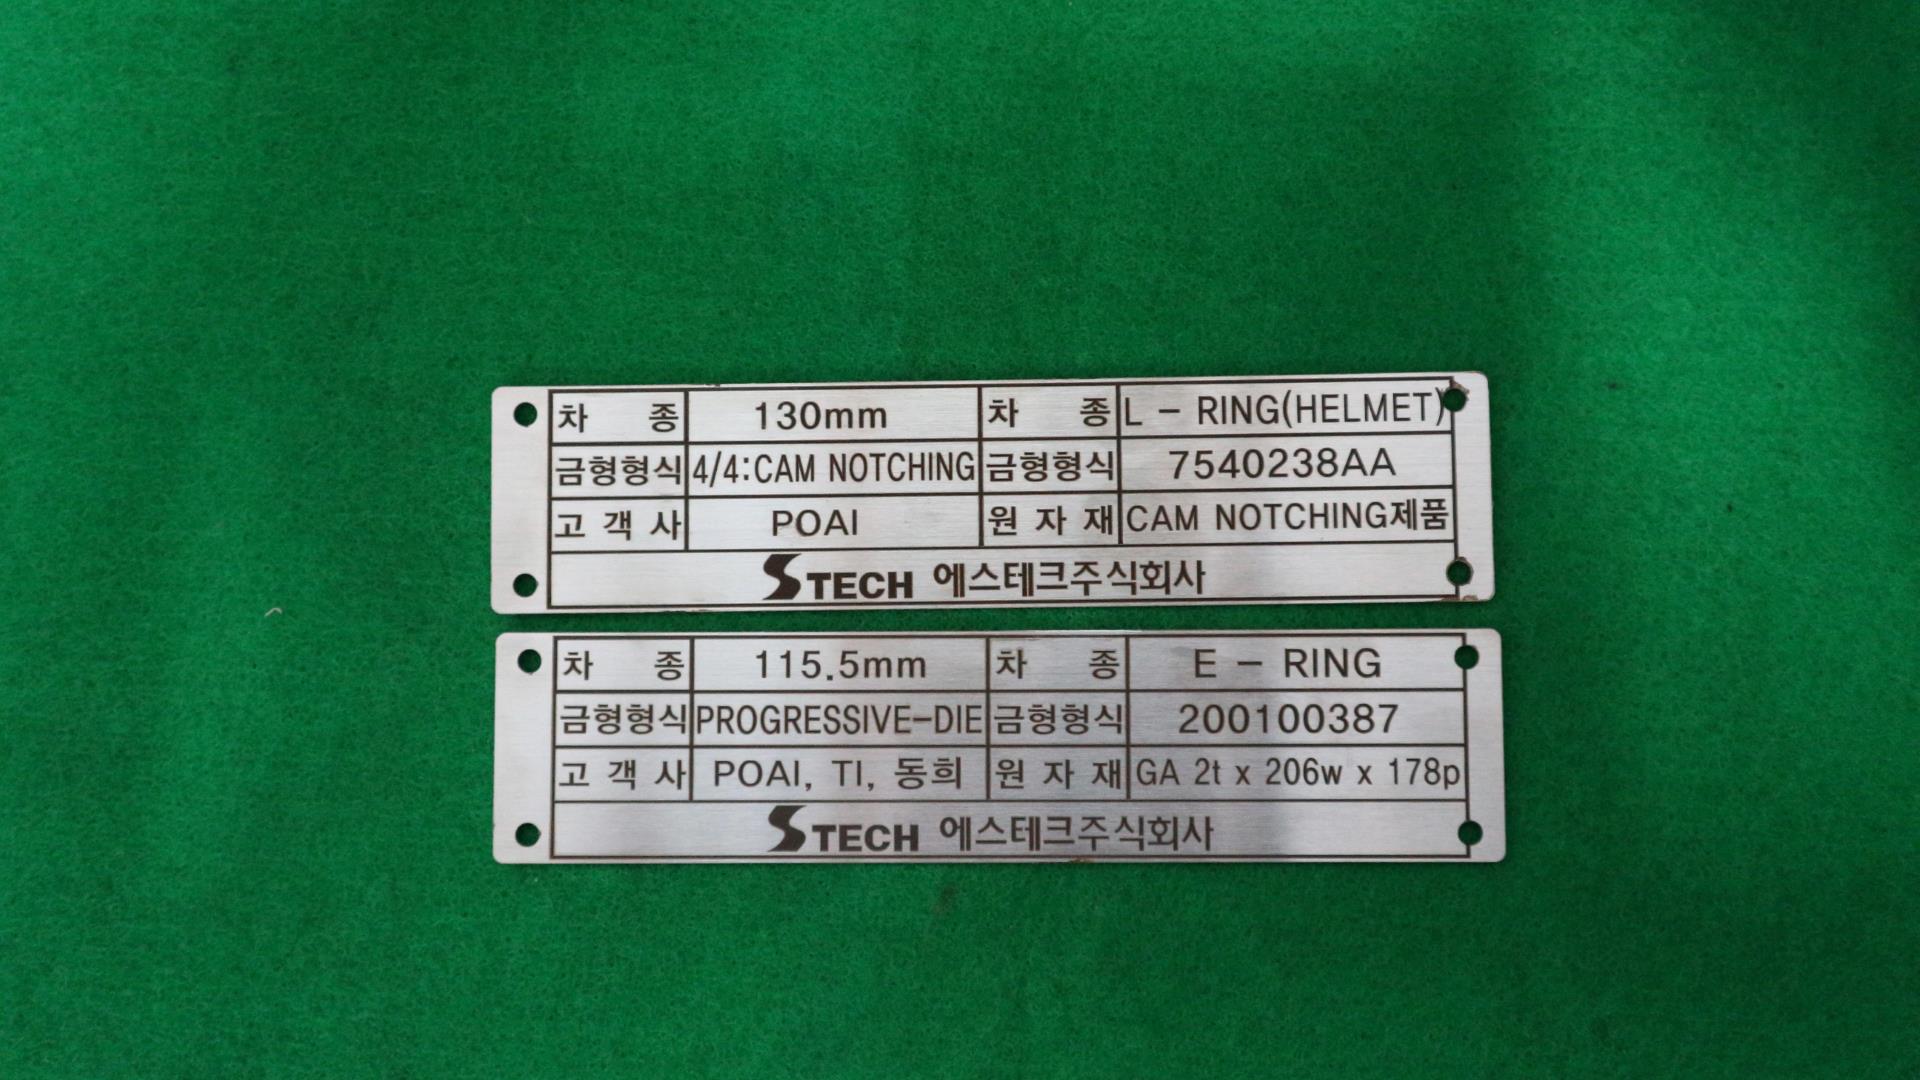 차 종 130mm 차 종 L - RING(HELMET)
금형형식 4/4:CAM NOTCHING 금형형식 7540238AA
고 객 사 POAI 원 자 재 CAM NOTCHING제품
STECH 에스테크주식회사
차 종 115.5mm 차 종 E - RING
금형형식 PROGRESSIVE-DIE 금형형식 200100387
고 객 사 POAI, TI, 동희 원 자 재 GA 2t x 206w x 178p
STECH 에스테크주식회사